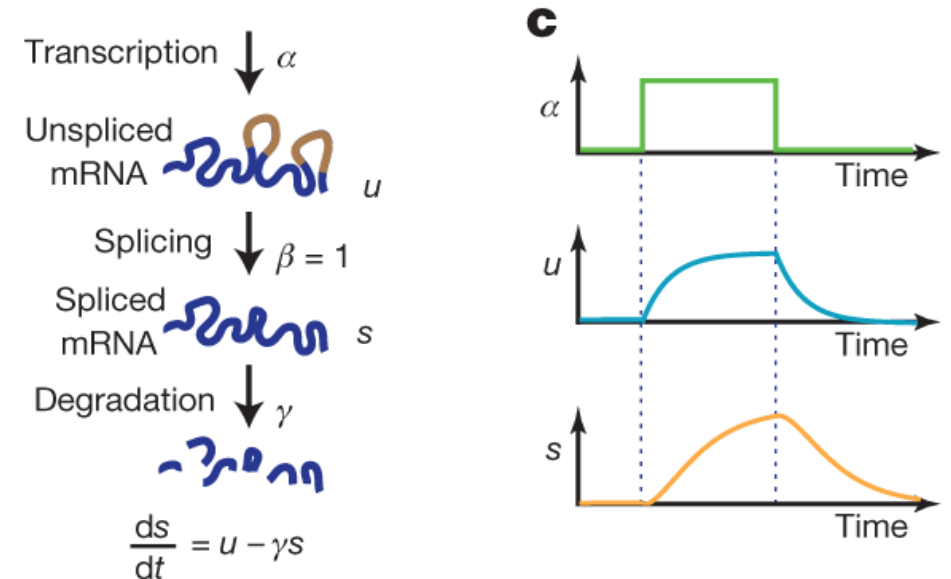 Transcription
α
Unspliced
mRNA
u
Splicing
β = 1
Spliced
mRNA
s
Degradation
γ
ds/dt = u − γs
c
α
Time
u
Time
s
Time